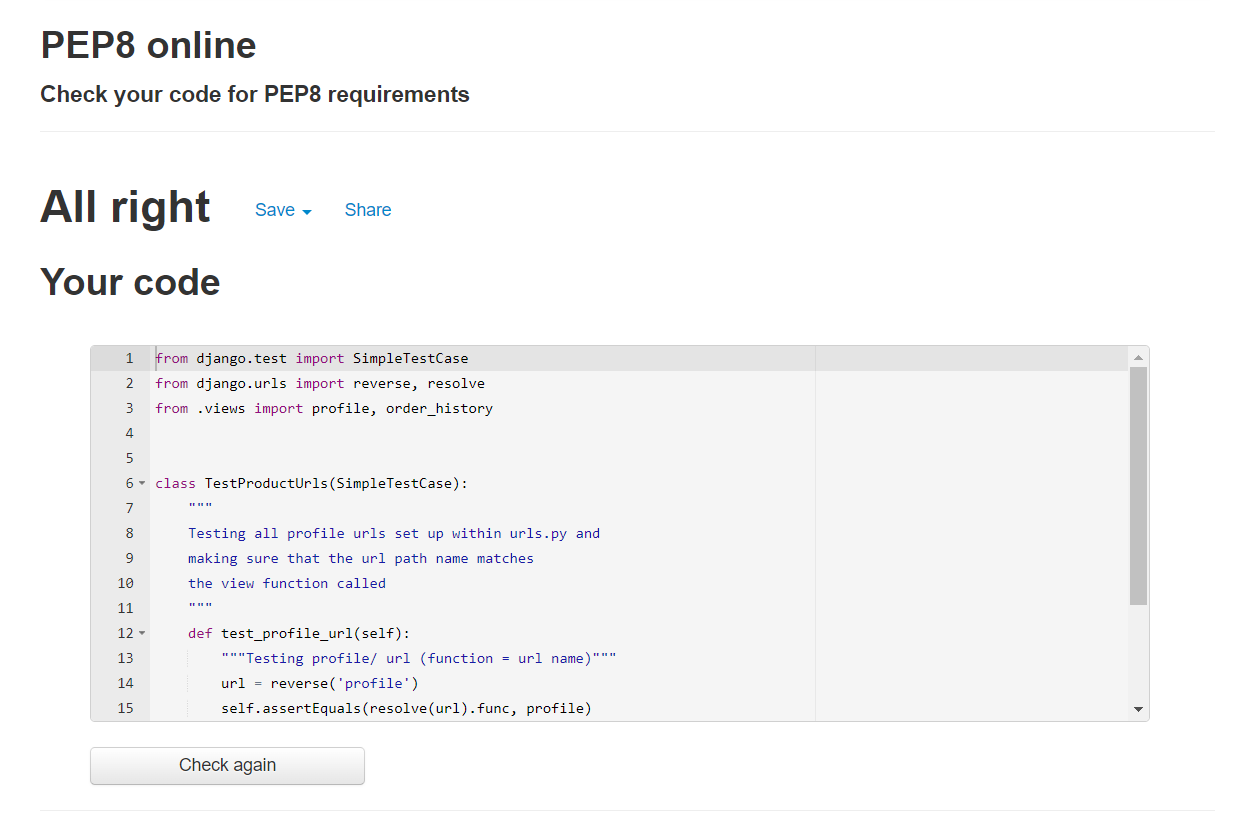 PEP8 online
Check your code for PEP8 requirements
All right Save Share
Your code
1 from django.test import SimpleTestCase
2 from django.urls import reverse, resolve
3 from .views import profile, order_history
4
5
6 class TestProductUrls(SimpleTestCase):
7 """
8 Testing all profile urls set up within urls.py and
9 making sure that the url path name matches
10 the view function called
11 """
12 def test_profile_url(self):
13 """Testing profile/ url (function = url name)"""
14 url = reverse('profile')
15 self.assertEquals(resolve(url).func, profile)
Check again